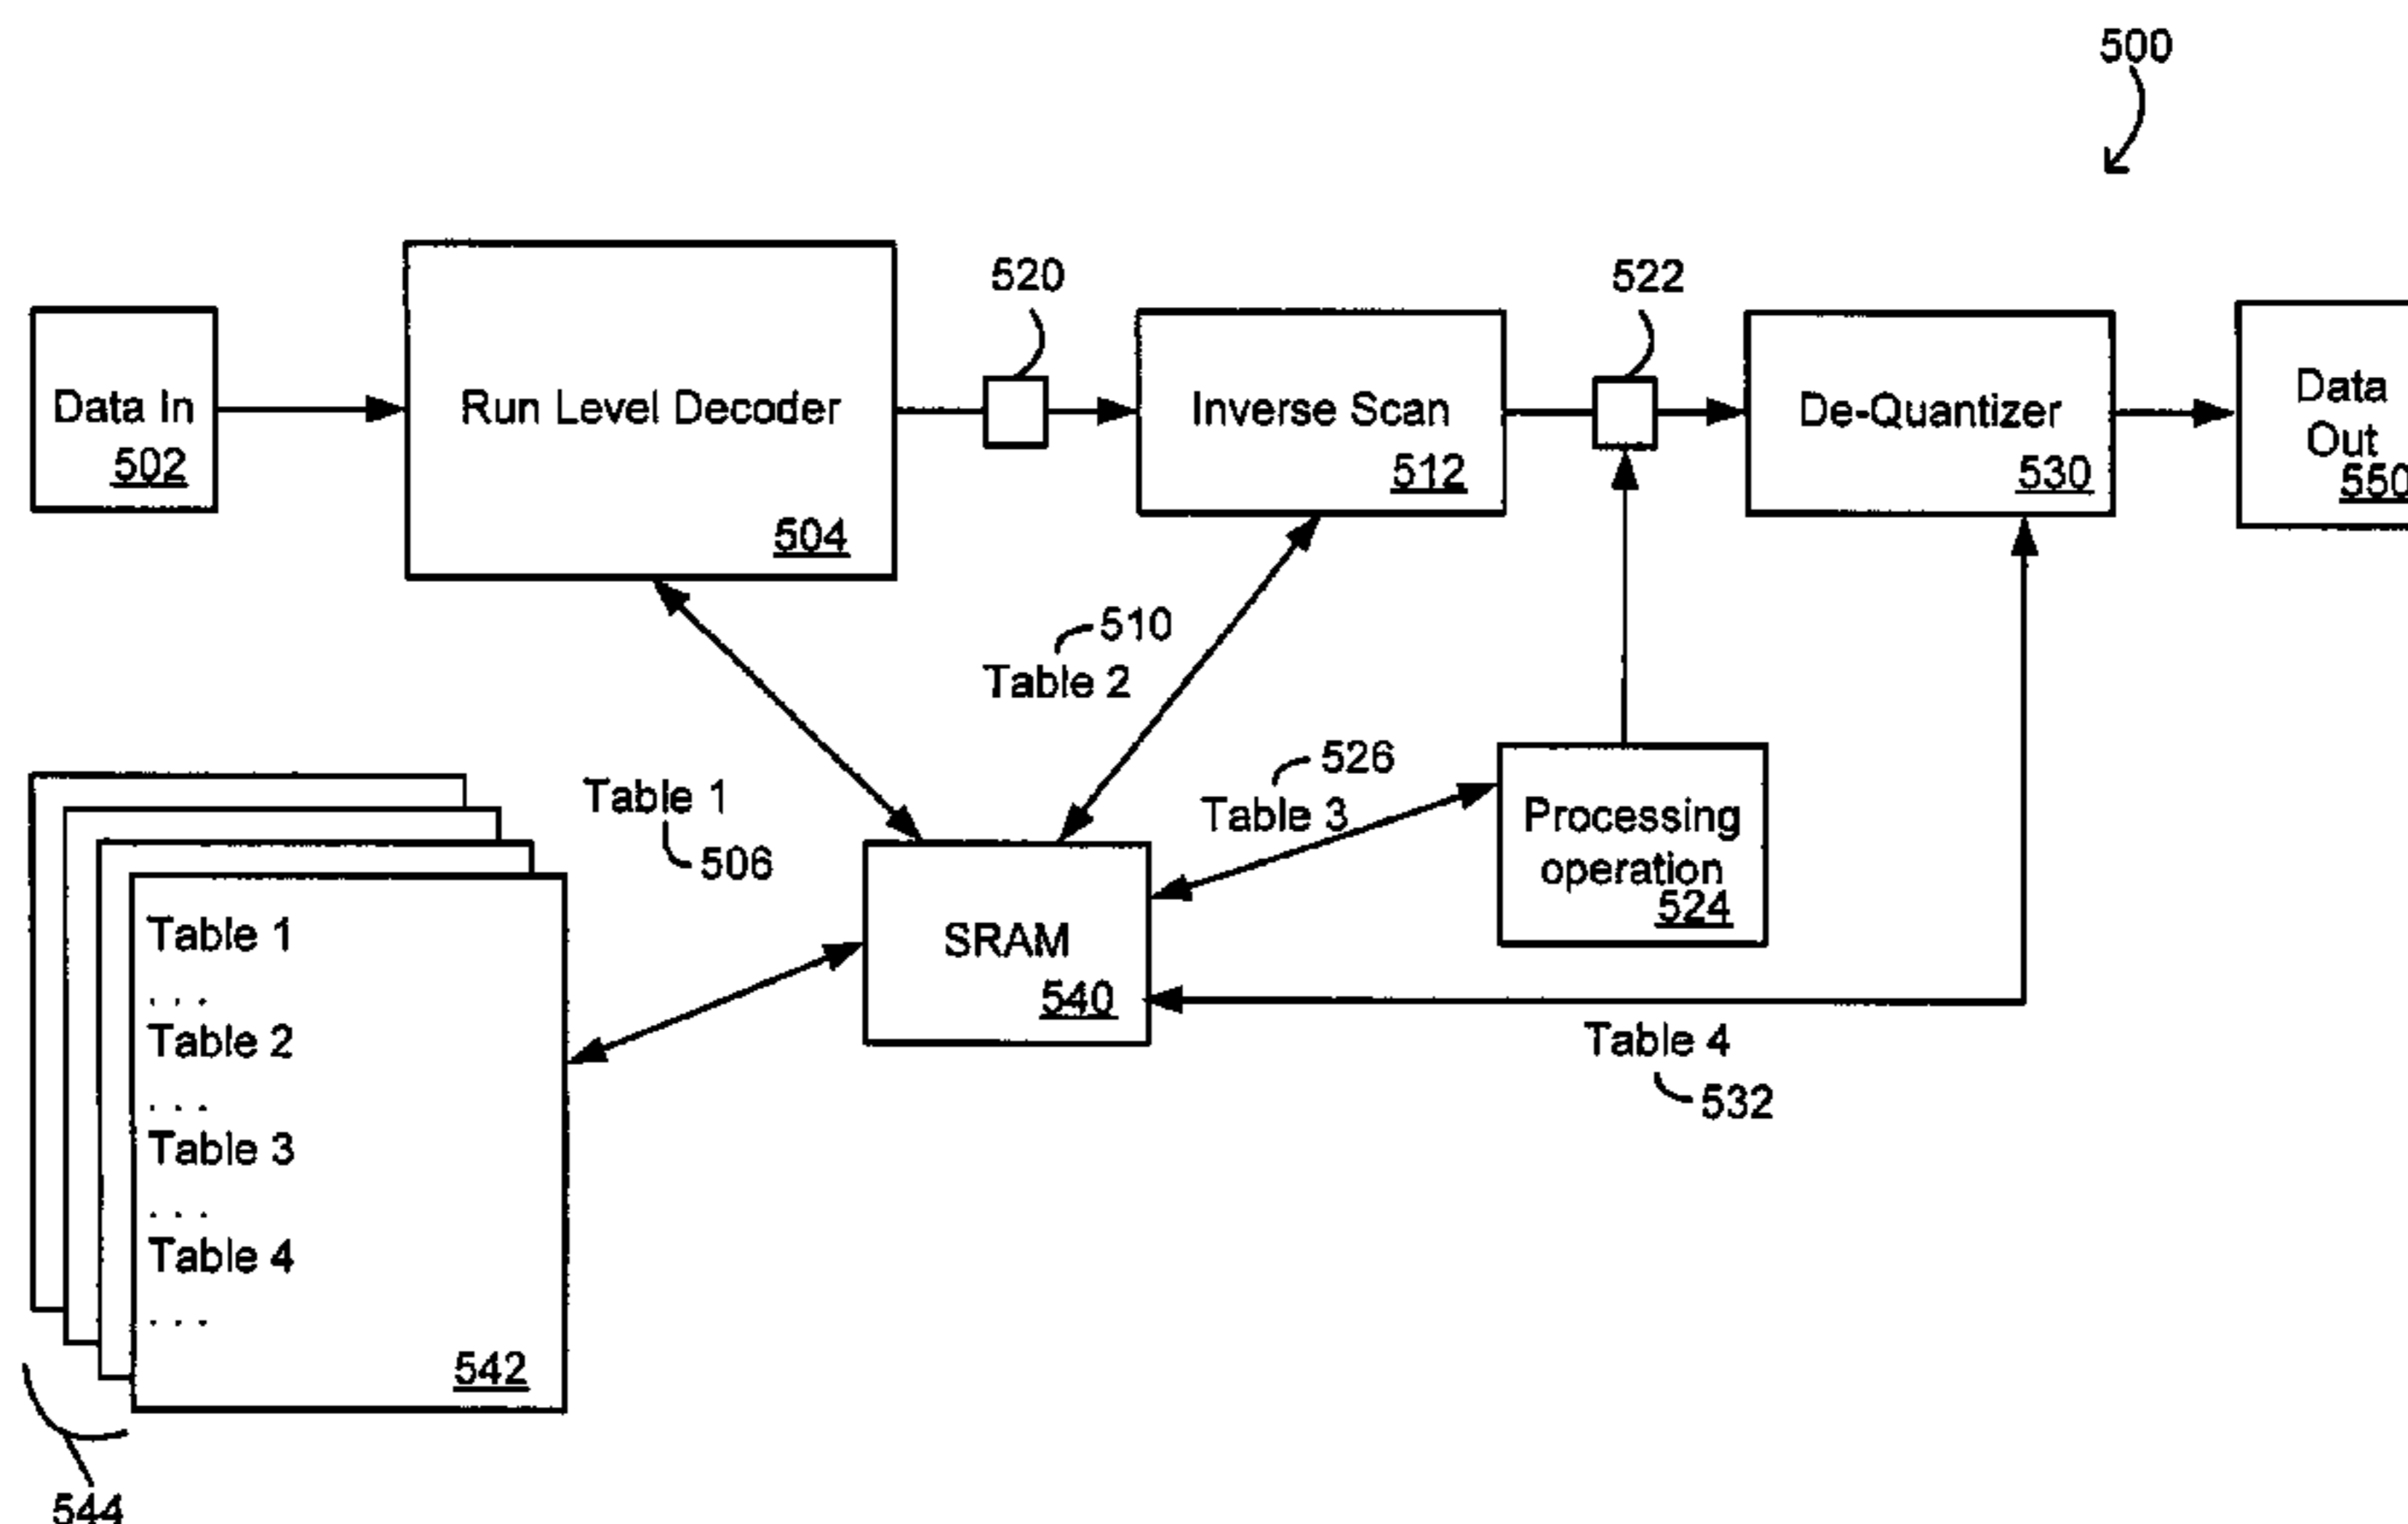 500
520
522
Data In
502
Run Level Decoder
504
Inverse Scan
512
De-Quantizer
530
Data
Out
550
510
Table 2
526
Table 3
Table 1
506
Processing
operation
524
SRAM
540
Table 4
532
Table 1
. . .
Table 2
. . .
Table 3
. . .
Table 4
. . .
542
544